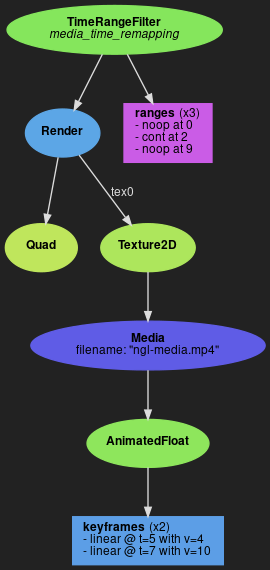 TimeRangeFilter
media_time_remapping
Render
ranges (x3)
- noop at 0
- cont at 2
- noop at 9
tex0
Quad
Texture2D
Media
filename: "ngl-media.mp4"
AnimatedFloat
keyframes (x2)
- linear @ t=5 with v=4
- linear @ t=7 with v=10